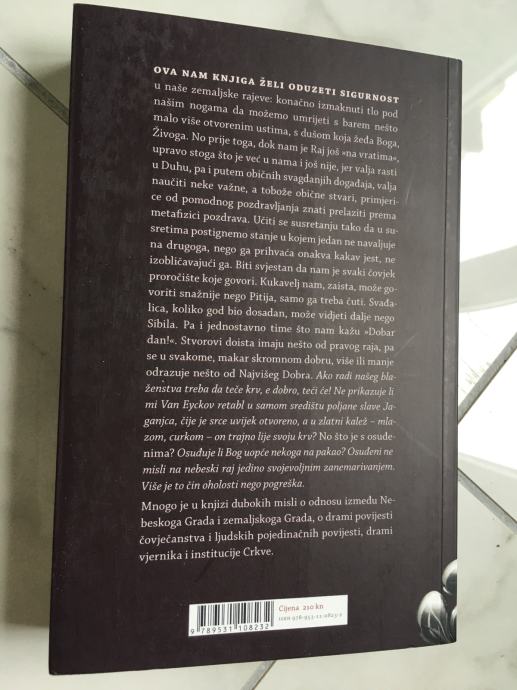 OVA NAM KNJIGA ŽELI ODUZETI SIGURNOST
u naše zemaljske rajeve: konačno izmaknuti tlo pod
našim nogama da možemo umrijeti s barem nešto
malo više otvorenim ustima, s dušom koja žeđa Boga,
Živoga. No prije toga, dok nam je Raj još »na vratima«,
upravo stoga što je već u nama i još nije, jer valja rasti
u Duhu, pa i putem običnih svagdanjih događaja, valja
naučiti neke važne, a tobože obične stvari, primjeri-
ce od pomodnog pozdravljanja znati prelaziti prema
metafizici pozdrava. Učiti se susretanju tako da u su-
sretima postignemo stanje u kojem jedan ne navaljuje
na drugoga, nego ga prihvaća onakva kakav jest, ne
izobličavajući ga. Biti svjestan da nam je svaki čovjek
proročište koje govori. Kukavelj nam, zaista, može go-
voriti snažnije nego Pitija, samo ga treba čuti. Svađa-
lica, koliko god bio dosadan, može vidjeti dalje nego
Sibila. Pa i jednostavno time što nam kažu »Dobar
dan!«. Stvorovi doista imaju nešto od pravog raja, pa
se u svakome, makar skromnom dobru, više ili manje
odrazuje nešto od Najvišeg Dobra. Ako radi našeg bla-
ženstva treba da teče krv, e dobro, teći će! Ne prikazuje li
mi Van Eyckov retabl u samom središtu poljane slave Ja-
ganjca, čije je srce uvijek otvoreno, a u zlatni kalež – mla-
zom, curkom – on trajno lije svoju krv? No što je s osuđe-
nima? Osuđuje li Bog uopće nekoga na pakao? Osuđeni ne
misli na nebeski raj jedino svojevoljnim zanemarivanjem.
Više je to čin oholosti nego pogreška.
Mnogo je u knjizi dubokih misli o odnosu između Ne-
beskoga Grada i zemaljskoga Grada, o drami povijesti
čovječanstva i ljudskih pojedinačnih povijesti, drami
vjernika i institucije Crkve.
Cijena 210 kn
ISBN 978-953-11-0823-2
9 789531 108232